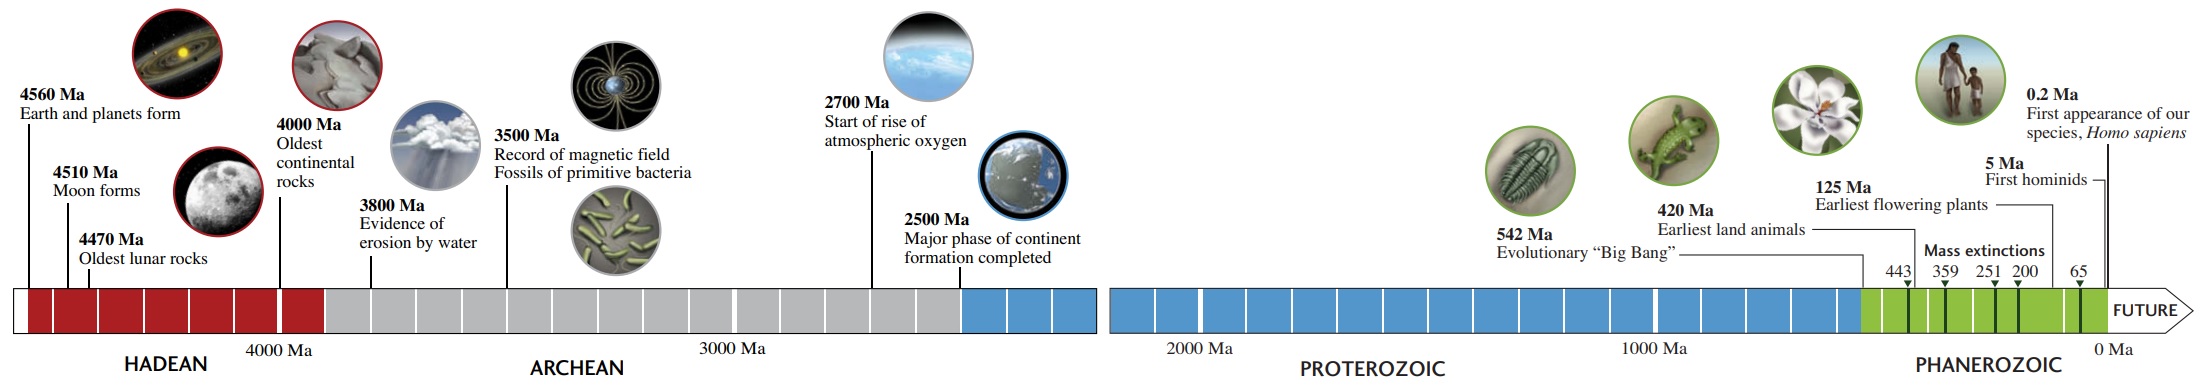 4560 Ma
Earth and planets form
4510 Ma
Moon forms
4470 Ma
Oldest lunar rocks
4000 Ma
Oldest
continental
rocks
3800 Ma
Evidence of
erosion by water
3500 Ma
Record of magnetic field
Fossils of primitive bacteria
2700 Ma
Start of rise of
atmospheric oxygen
2500 Ma
Major phase of continent
formation completed
542 Ma
Evolutionary “Big Bang”
420 Ma
Earliest land animals
125 Ma
Earliest flowering plants
5 Ma
First hominids
0.2 Ma
First appearance of our
species, Homo sapiens
Mass extinctions
443 359 251 200 65
FUTURE
4000 Ma 3000 Ma 2000 Ma 1000 Ma 0 Ma
HADEAN ARCHEAN PROTEROZOIC PHANEROZOIC